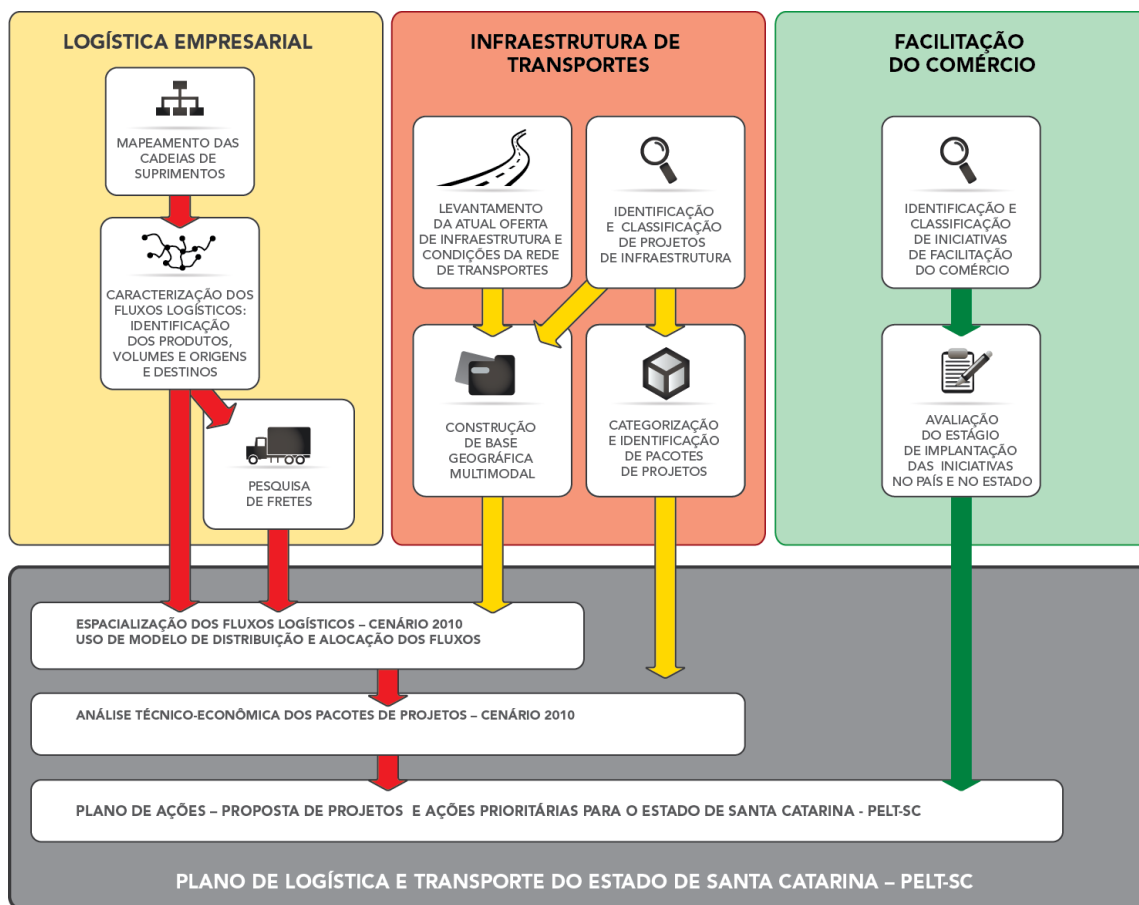 LOGÍSTICA EMPRESARIAL
MAPEAMENTO DAS
CADEIAS DE
SUPRIMENTOS
CARACTERIZAÇÃO DOS
FLUXOS LOGÍSTICOS:
IDENTIFICAÇÃO
DOS PRODUTOS,
VOLUMES E ORIGENS
E DESTINOS
PESQUISA
DE FRETES
INFRAESTRUTURA DE
TRANSPORTES
LEVANTAMENTO
DA ATUAL OFERTA
DE INFRAESTRUTURA E
CONDIÇÕES DA REDE
DE TRANSPORTES
IDENTIFICAÇÃO
E CLASSIFICAÇÃO
DE PROJETOS
DE INFRAESTRUTURA
CONSTRUÇÃO
DE BASE
GEOGRÁFICA
MULTIMODAL
CATEGORIZAÇÃO
E IDENTIFICAÇÃO
DE PACOTES
DE PROJETOS
FACILITAÇÃO
DO COMÉRCIO
IDENTIFICAÇÃO E
CLASSIFICAÇÃO
DE INICIATIVAS
DE FACILITAÇÃO
DO COMÉRCIO
AVALIAÇÃO
DO ESTÁGIO
DE IMPLANTAÇÃO
DAS INICIATIVAS
NO PAÍS E NO ESTADO
ESPACIALIZAÇÃO DOS FLUXOS LOGÍSTICOS – CENÁRIO 2010
USO DE MODELO DE DISTRIBUIÇÃO E ALOCAÇÃO DOS FLUXOS
ANÁLISE TÉCNICO-ECONÔMICA DOS PACOTES DE PROJETOS – CENÁRIO 2010
PLANO DE AÇÕES – PROPOSTA DE PROJETOS E AÇÕES PRIORITÁRIAS PARA O ESTADO DE SANTA CATARINA - PELT-SC
PLANO DE LOGÍSTICA E TRANSPORTE DO ESTADO DE SANTA CATARINA – PELT-SC